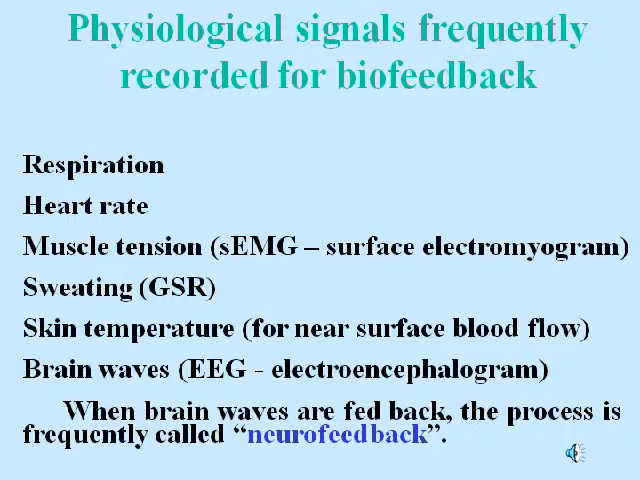 Physiological signals frequently
recorded for biofeedback
Respiration
Heart rate
Muscle tension (sEMG – surface electromyogram)
Sweating (GSR)
Skin temperature (for near surface blood flow)
Brain waves (EEG - electroencephalogram)
When brain waves are fed back, the process is
frequently called “neurofeedback”.